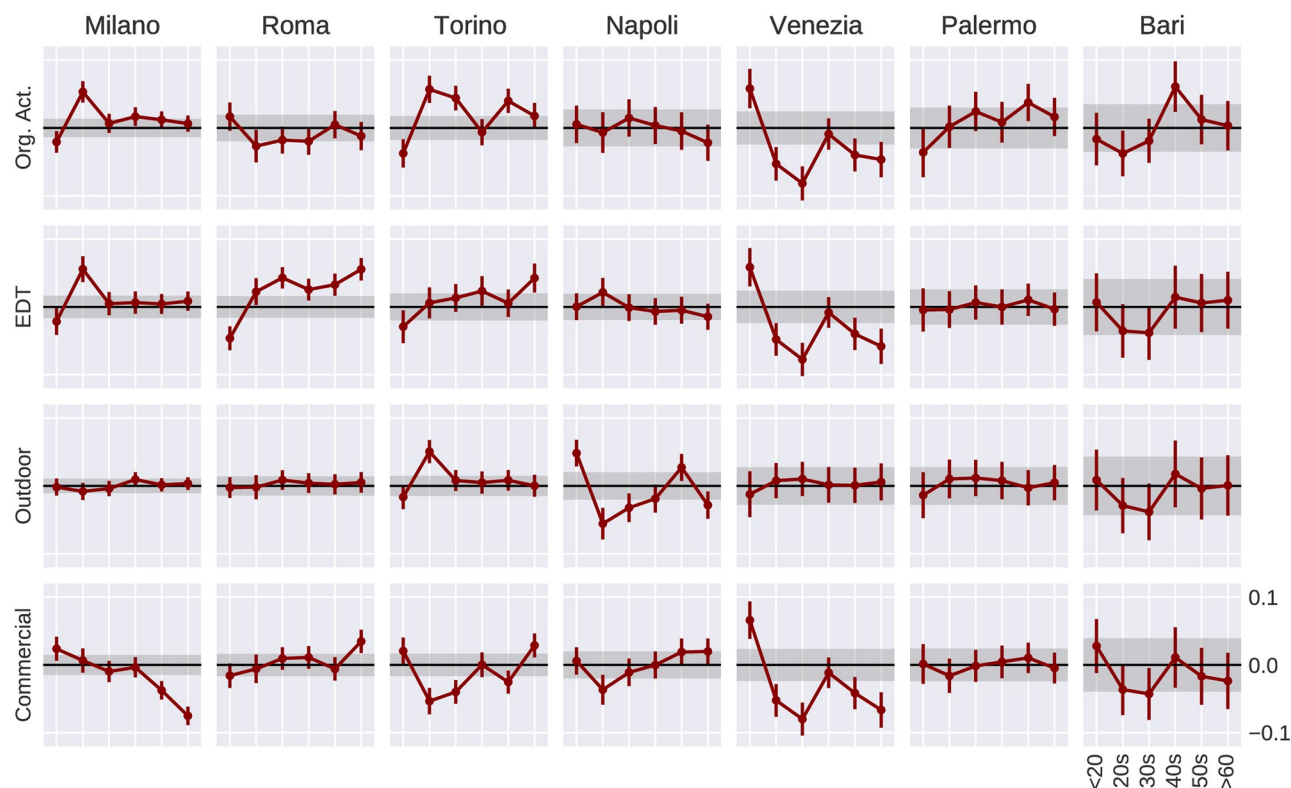 Milano Roma Torino Napoli Venezia Palermo Bari
Org. Act.
EDT
Outdoor
Commercial
0.1
0.0
−0.1
<20 20s 30s 40s 50s >60